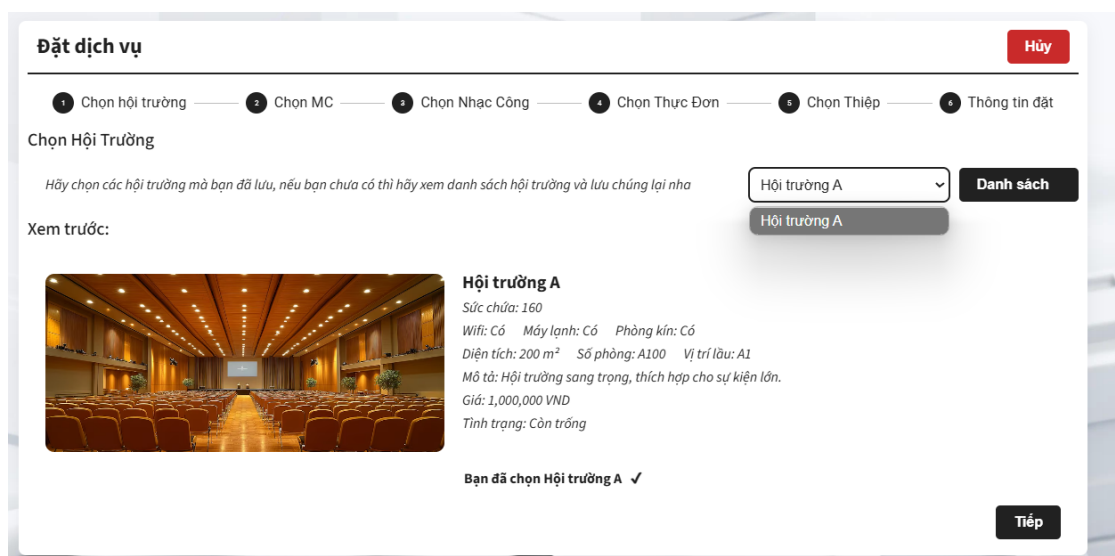 Đặt dịch vụ
Hủy
1 Chọn hội trường 2 Chọn MC 3 Chọn Nhạc Công 4 Chọn Thực Đơn 5 Chọn Thiệp 6 Thông tin đặt
Chọn Hội Trường
Hãy chọn các hội trường mà bạn đã lưu, nếu bạn chưa có thì hãy xem danh sách hội trường và lưu chúng lại nha
Hội trường A
Danh sách
Hội trường A
Xem trước:
Hội trường A
Sức chứa: 160
Wifi: Có Máy lạnh: Có Phòng kín: Có
Diện tích: 200 m² Số phòng: A100 Vị trí lầu: A1
Mô tả: Hội trường sang trọng, thích hợp cho sự kiện lớn.
Giá: 1,000,000 VND
Tình trạng: Còn trống
Bạn đã chọn Hội trường A ✓
Tiếp